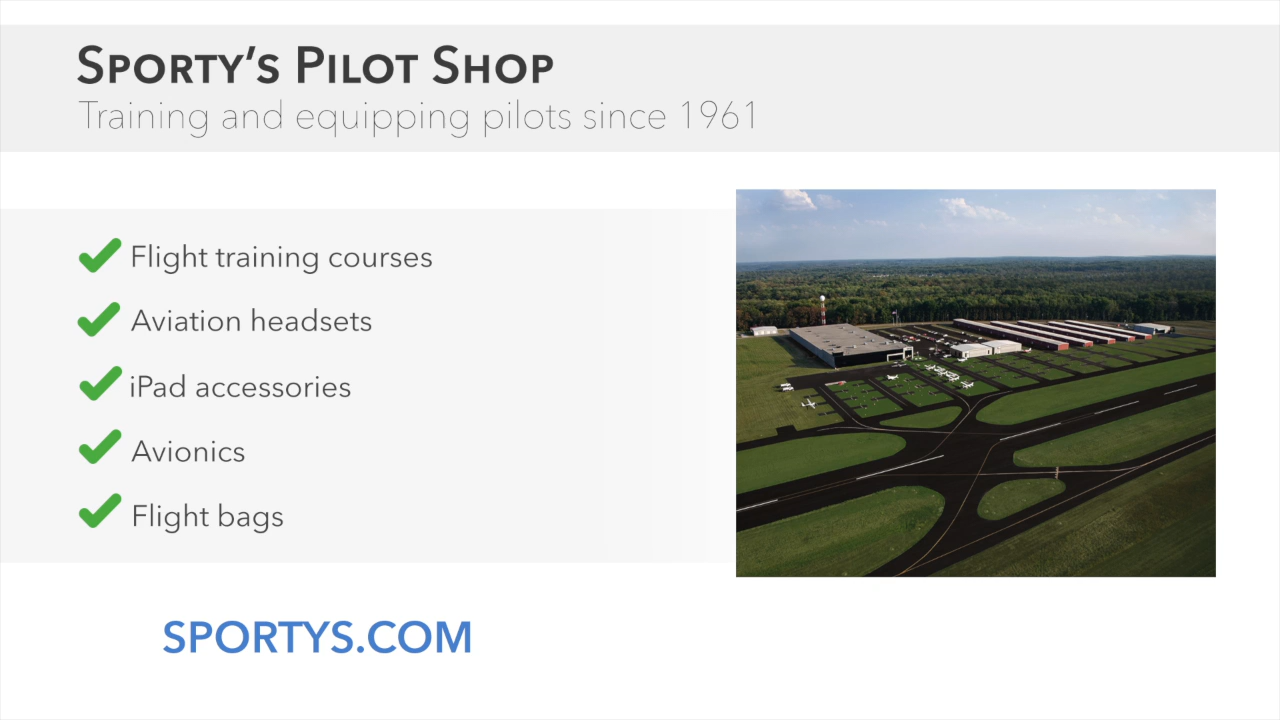 Sporty's Pilot Shop
Training and equipping pilots since 1961
Flight training courses
Aviation headsets
iPad accessories
Avionics
Flight bags
SPORTYS.COM